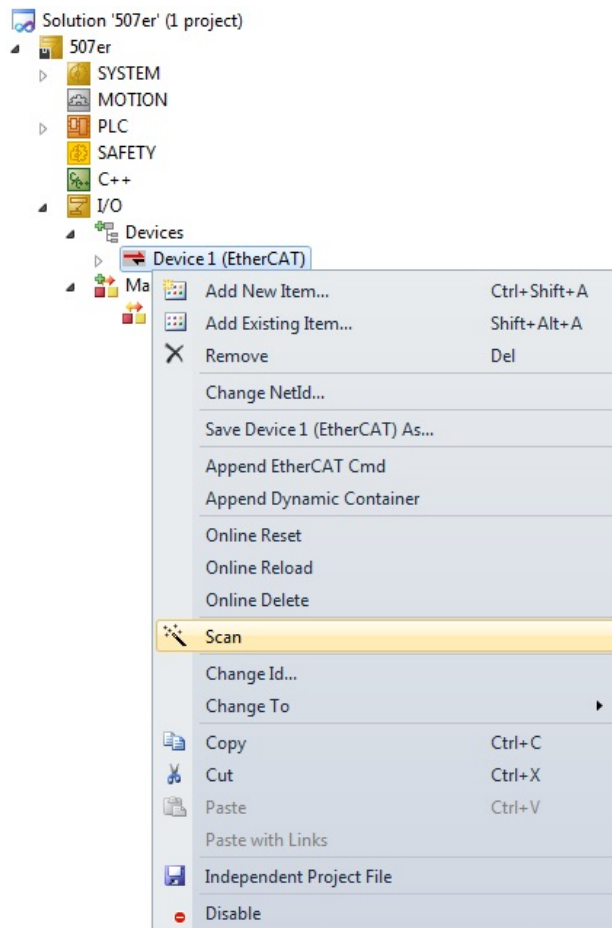 Solution '507er' (1 project)
507er
SYSTEM
MOTION
PLC
SAFETY
C++
I/O
Devices
Device 1 (EtherCAT)
Ma
Add New Item... Ctrl+Shift+A
Add Existing Item... Shift+Alt+A
Remove Del
Change NetId...
Save Device 1 (EtherCAT) As...
Append EtherCAT Cmd
Append Dynamic Container
Online Reset
Online Reload
Online Delete
Scan
Change Id...
Change To
Copy Ctrl+C
Cut Ctrl+X
Paste Ctrl+V
Paste with Links
Independent Project File
Disable